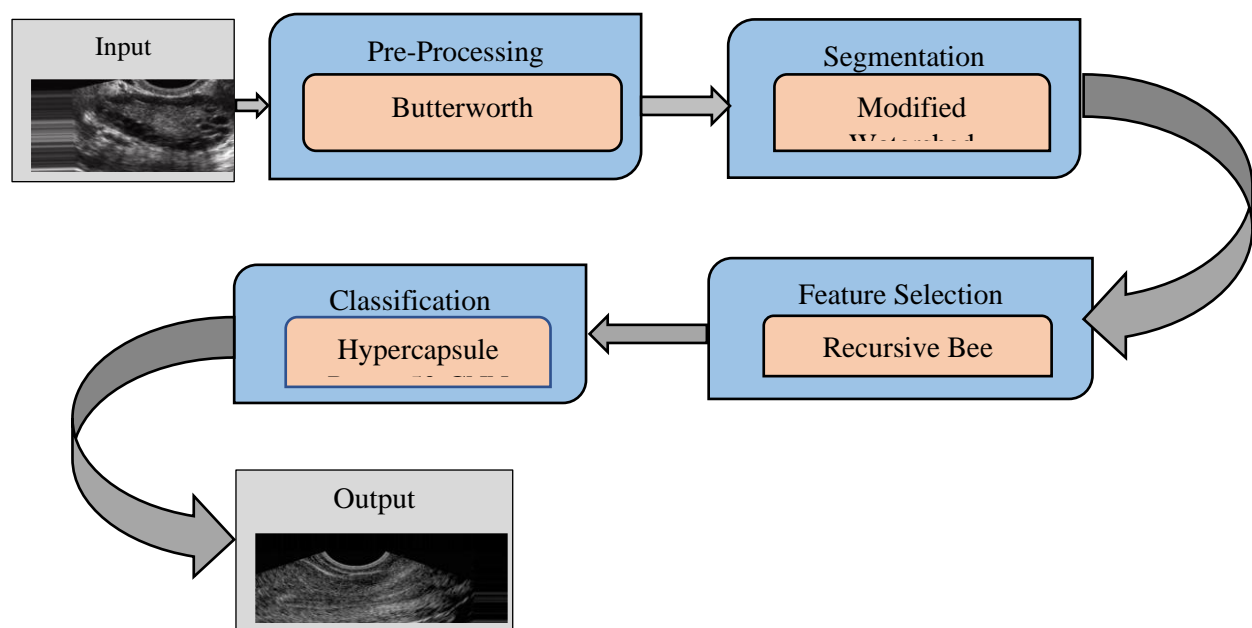 Input
Pre-Processing
Butterworth
Segmentation
Modified
Feature Selection
Recursive Bee
Classification
Hypercapsule
Output